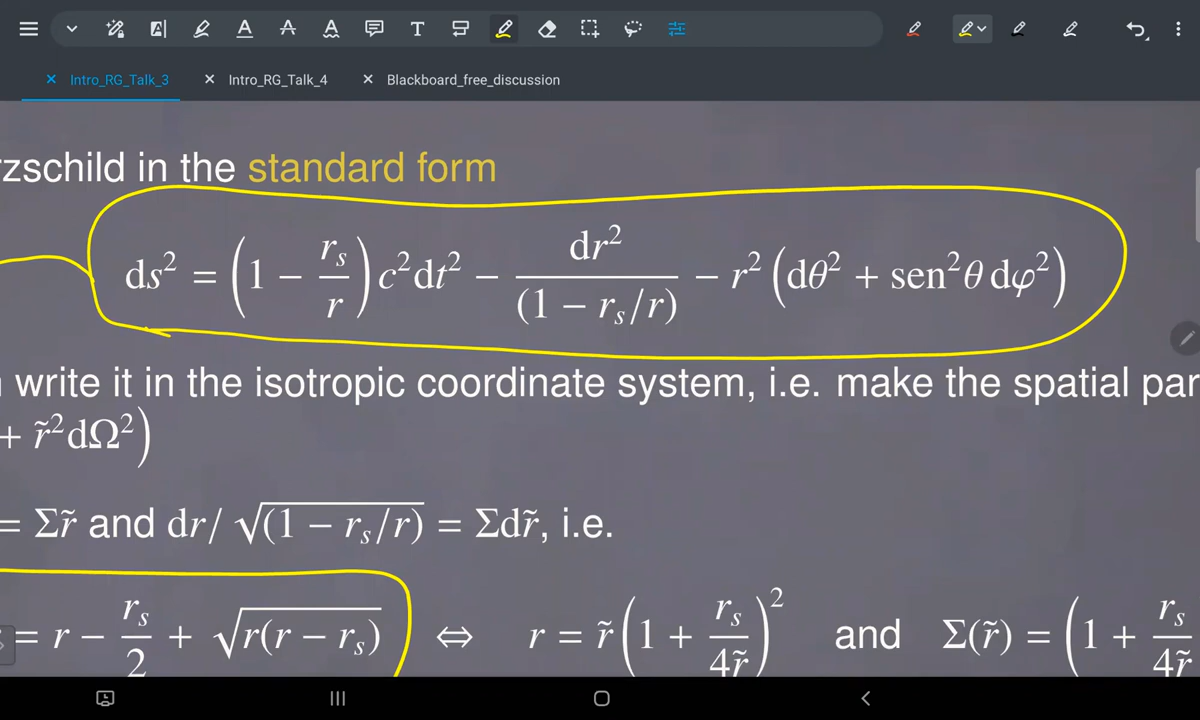 Intro_RG_Talk_3 Intro_RG_Talk_4 Blackboard_free_discussion
rzschild in the standard form
ds² = (1 − r_s/r) c²dt² − dr²/(1 − r_s/r) − r² (dθ² + sen²θ dφ²)
write it in the isotropic coordinate system, i.e. make the spatial par
+ r̃²dΩ²)
= Σr̃ and dr/ √(1 − r_s/r) = Σdr̃, i.e.
= r − r_s/2 + √r(r − r_s) ⇔ r = r̃(1 + r_s/4r̃)² and Σ(r̃) = (1 + r_s/4r̃